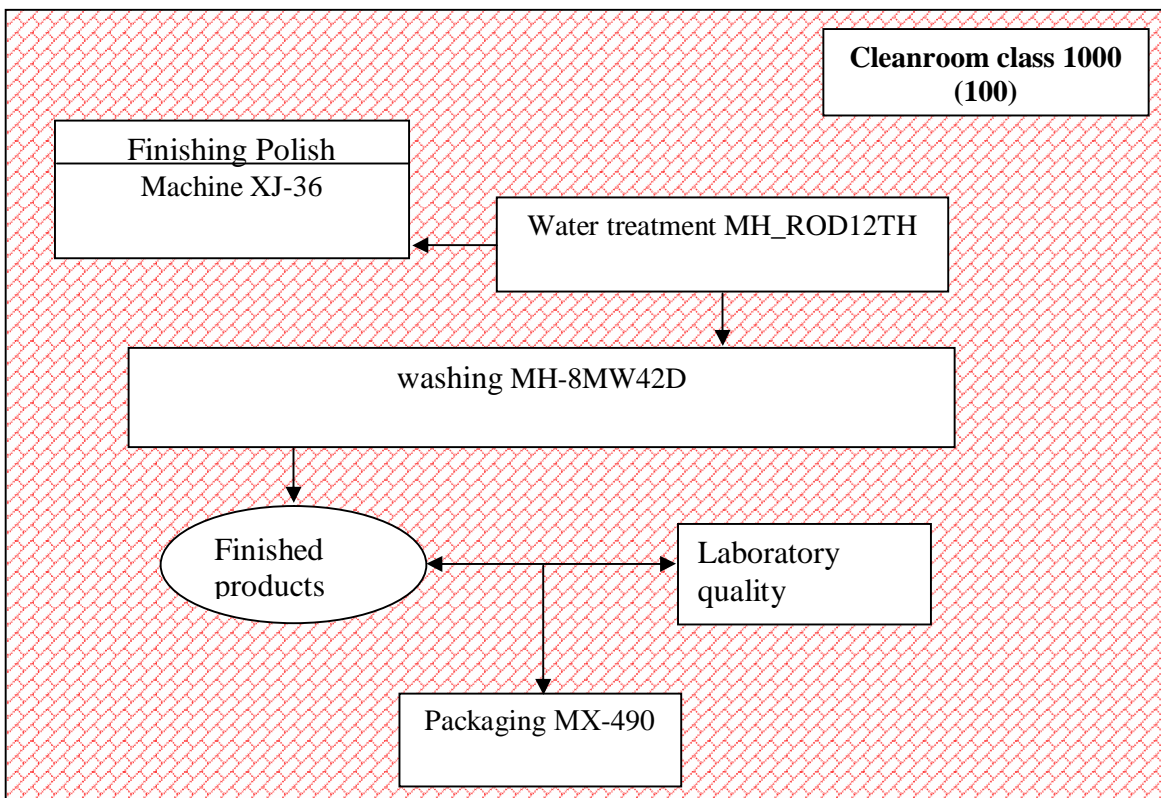 Cleanroom class 1000
(100)
Finishing Polish
Machine XJ-36
Water treatment MH_ROD12TH
washing MH-8MW42D
Finished
products
Laboratory
quality
Packaging MX-490